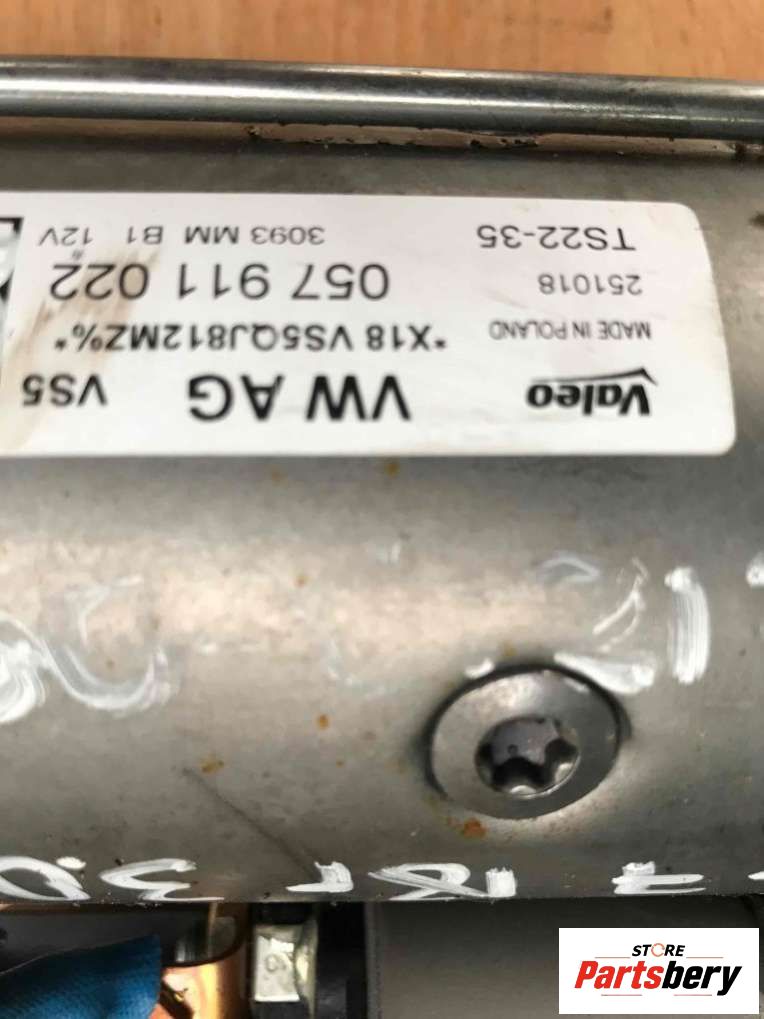 Valeo VW AG VS5
MADE IN POLAND *X18 VS5QJ812MZ%*
251018 057 911 022
TS22-35 3093 MM B1 12V
STORE
Partsbery